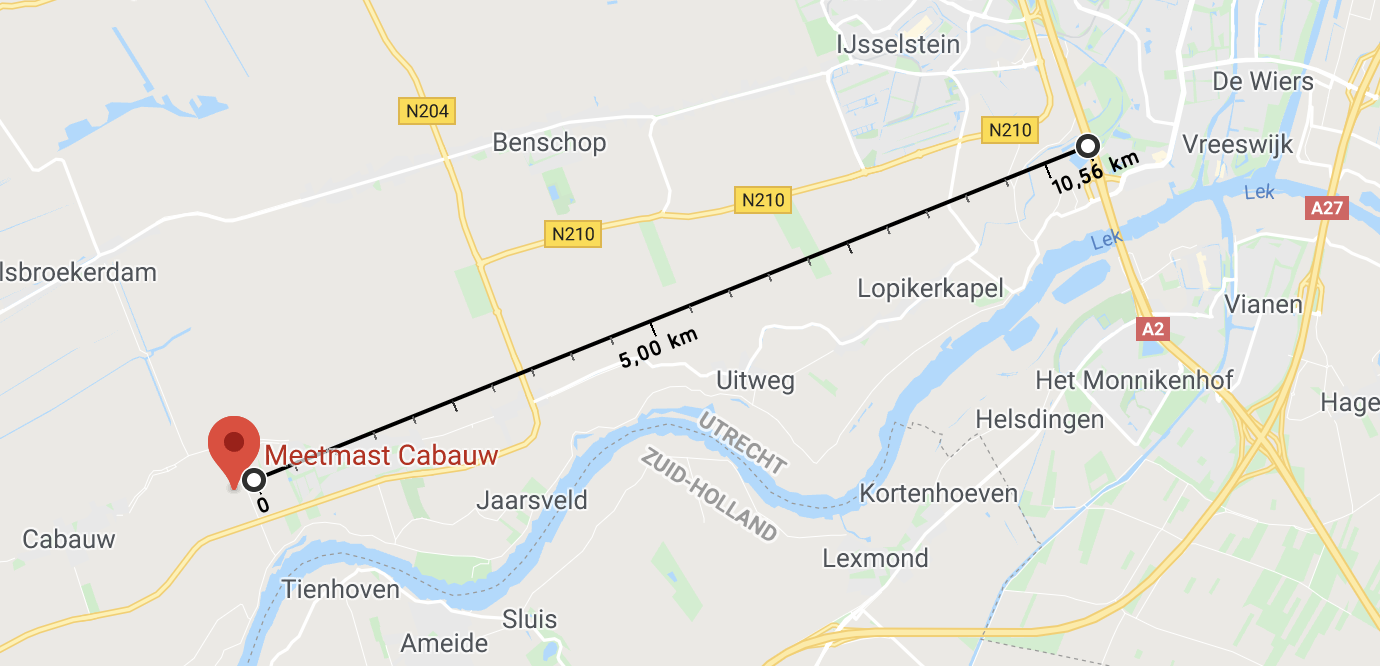 IJsselstein
De Wiers
N204
N210
Benschop
Vreeswijk
10,56 km
Lek
N210
A27
N210
Lek
lsbroekerdam
Lopikerkapel
Vianen
A2
5,00 km
Uitweg
Het Monnikenhof
Hage
Helsdingen
UTRECHT
Meetmast Cabauw
ZUID-HOLLAND
0
Jaarsveld
Kortenhoeven
Cabauw
Lexmond
Tienhoven
Sluis
Ameide